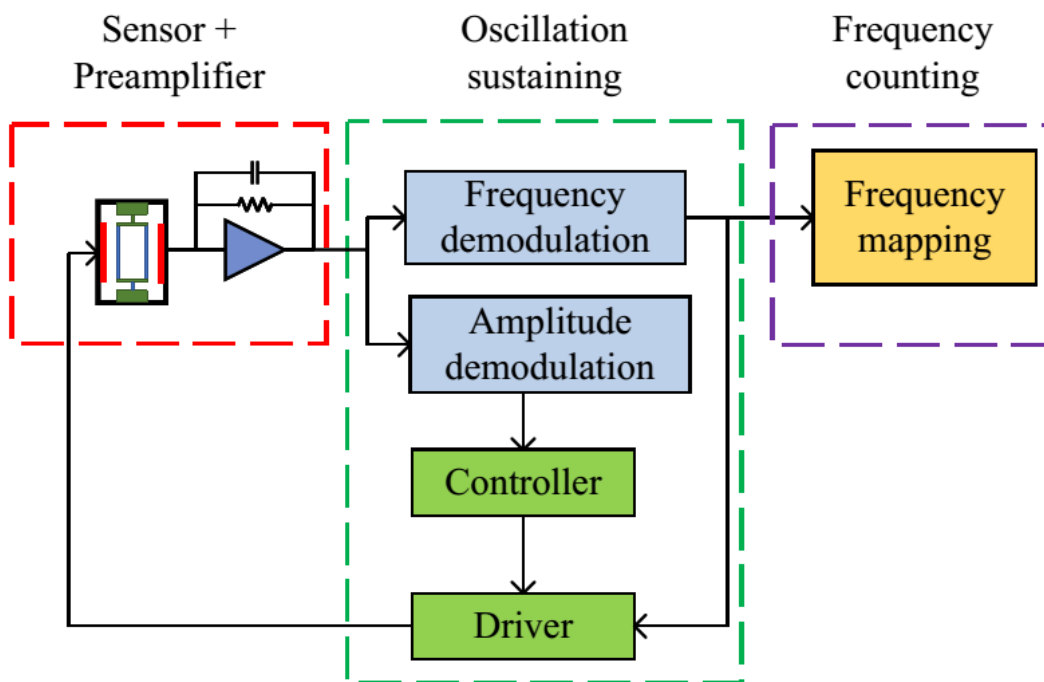 Sensor +
Preamplifier
Oscillation
sustaining
Frequency
counting
Frequency
demodulation
Frequency
mapping
Amplitude
demodulation
Controller
Driver